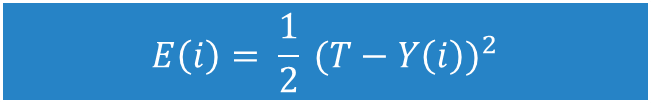 E(i) = 1/2 (T − Y(i))²